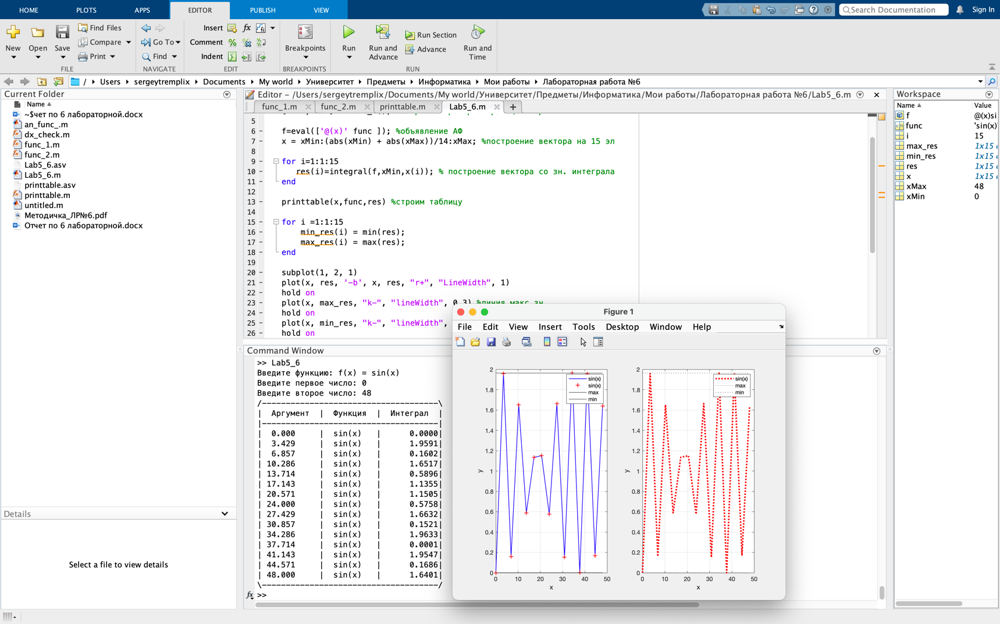 HOME PLOTS APPS EDITOR PUBLISH VIEW Search Documentation Sign In
New Open Save Find Files Compare Print Go To Find Insert fx Comment Indent Breakpoints Run Run and Advance Run Section Advance Run and Time
FILE NAVIGATE EDIT BREAKPOINTS RUN
/ Users sergeytremplix Documents My world Университет Предметы Информатика Мои работы Лабораторная работа №6
Current Folder
Name
~$чет по 6 лабораторной.docx
an_func_.m
dx_check.m
func_1.m
func_2.m
Lab5_6.asv
Lab5_6.m
printtable.asv
printtable.m
untitled.m
Методичка_ЛР№6.pdf
Отчет по 6 лабораторной.docx
Details
Select a file to view details
Editor – /Users/sergeytremplix/Documents/My world/Университет/Предметы/Информатика/Мои работы/Лабораторная работа №6/Lab5_6.m
func_1.m func_2.m printtable.m Lab5_6.m +
5
6 – f=eval(['@(x)' func ]); %объявление АФ
7 – x = xMin:(abs(xMin) + abs(xMax))/14:xMax; %построение вектора на 15 эл
8
9 – for i=1:1:15
10 – res(i)=integral(f,xMin,x(i)); % построение вектора со зн. интеграла
11 – end
12
13 – printtable(x,func,res) %строим таблицу
14
15 – for i =1:1:15
16 – min_res(i) = min(res);
17 – max_res(i) = max(res);
18 – end
19
20 – subplot(1, 2, 1)
21 – plot(x, res, '-b', x, res, "r+", "LineWidth", 1)
22 – hold on
23 – plot(x, max_res, "k-", "lineWidth", 0.3) %линия макс зн
24 – hold on
25 – plot(x, min_res, "k-", "lineWidth",
26 – hold on
Command Window
>> Lab5_6
Введите функцию: f(x) = sin(x)
Введите первое число: 0
Введите второе число: 48
/-------------------------------------\
| Аргумент | Функция | Интеграл |
|-------------------------------------|
| 0.000 | sin(x) | 0.0000|
| 3.429 | sin(x) | 1.9591|
| 6.857 | sin(x) | 0.1602|
| 10.286 | sin(x) | 1.6517|
| 13.714 | sin(x) | 0.5896|
| 17.143 | sin(x) | 1.1355|
| 20.571 | sin(x) | 1.1505|
| 24.000 | sin(x) | 0.5758|
| 27.429 | sin(x) | 1.6632|
| 30.857 | sin(x) | 0.1521|
| 34.286 | sin(x) | 1.9633|
| 37.714 | sin(x) | 0.0001|
| 41.143 | sin(x) | 1.9547|
| 44.571 | sin(x) | 0.1686|
| 48.000 | sin(x) | 1.6401|
\-------------------------------------/
fx >>
Figure 1
File Edit View Insert Tools Desktop Window Help
2
1.8
1.6
1.4
1.2
1
0.8
0.6
0.4
0.2
0
y
0 10 20 30 40 50
x
sin(x)
sin(x)
max
min
2
1.8
1.6
1.4
1.2
1
0.8
0.6
0.4
0.2
0
y
0 10 20 30 40 50
x
sin(x)
max
min
Workspace
Name Value
f @(x)si
func 'sin(x)'
i 15
max_res 1x15
min_res 1x15
res 1x15
x 1x15
xMax 48
xMin 0